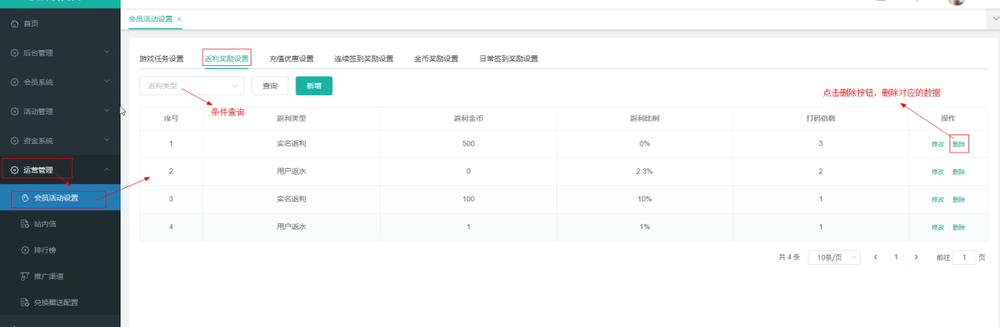 首页
后台管理
会员系统
活动管理
资金系统
运营管理
会员活动设置
站内信
排行榜
推广渠道
兑换赠送配置
会员活动设置 ×
游戏任务设置 返利奖励设置 充值优惠设置 连续签到奖励设置 金币奖励设置 日常签到奖励设置
返利类型 查询 新增
条件查询
点击删除按钮，删除对应的数据
序号 返利类型 返利金币 返利比例 打码倍数 操作
1 实名返利 500 0% 3 修改 删除
2 用户返水 0 2.3% 2 修改 删除
3 实名返利 100 10% 1 修改 删除
4 用户返水 1 1% 1 修改 删除
共 4 条 10条/页 < 1 > 前往 1 页